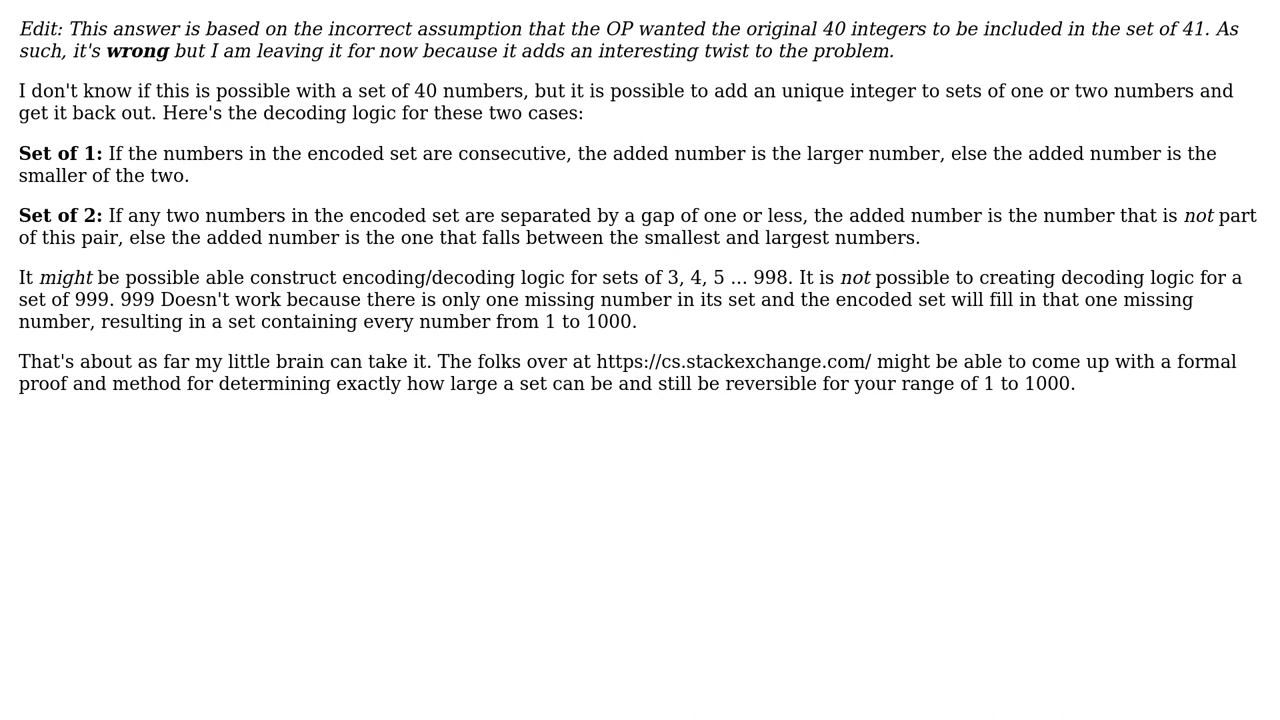 Edit: This answer is based on the incorrect assumption that the OP wanted the original 40 integers to be included in the set of 41. As
such, it's wrong but I am leaving it for now because it adds an interesting twist to the problem.
I don't know if this is possible with a set of 40 numbers, but it is possible to add an unique integer to sets of one or two numbers and
get it back out. Here's the decoding logic for these two cases:
Set of 1: If the numbers in the encoded set are consecutive, the added number is the larger number, else the added number is the
smaller of the two.
Set of 2: If any two numbers in the encoded set are separated by a gap of one or less, the added number is the number that is not part
of this pair, else the added number is the one that falls between the smallest and largest numbers.
It might be possible able construct encoding/decoding logic for sets of 3, 4, 5 ... 998. It is not possible to creating decoding logic for a
set of 999. 999 Doesn't work because there is only one missing number in its set and the encoded set will fill in that one missing
number, resulting in a set containing every number from 1 to 1000.
That's about as far my little brain can take it. The folks over at https://cs.stackexchange.com/ might be able to come up with a formal
proof and method for determining exactly how large a set can be and still be reversible for your range of 1 to 1000.